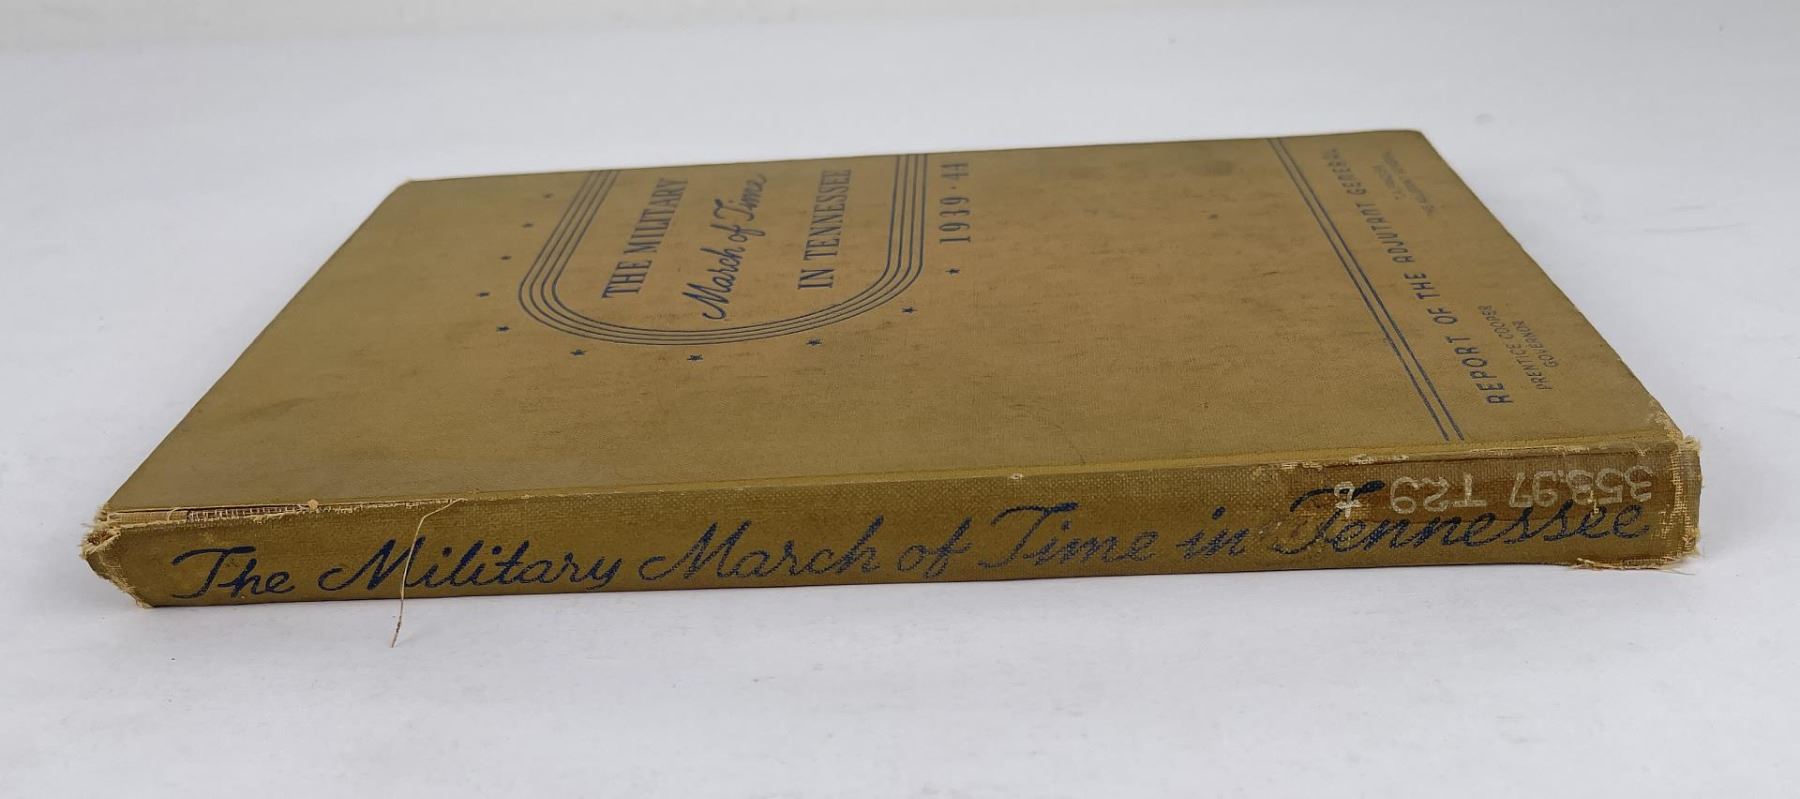 THE MILITARY
March of Time
IN TENNESSEE
1939 · 44
REPORT OF THE ADJUTANT GENERAL
PRENTICE COOPER
GOVERNOR
The Military March of Time in Tennessee
353.97 T29